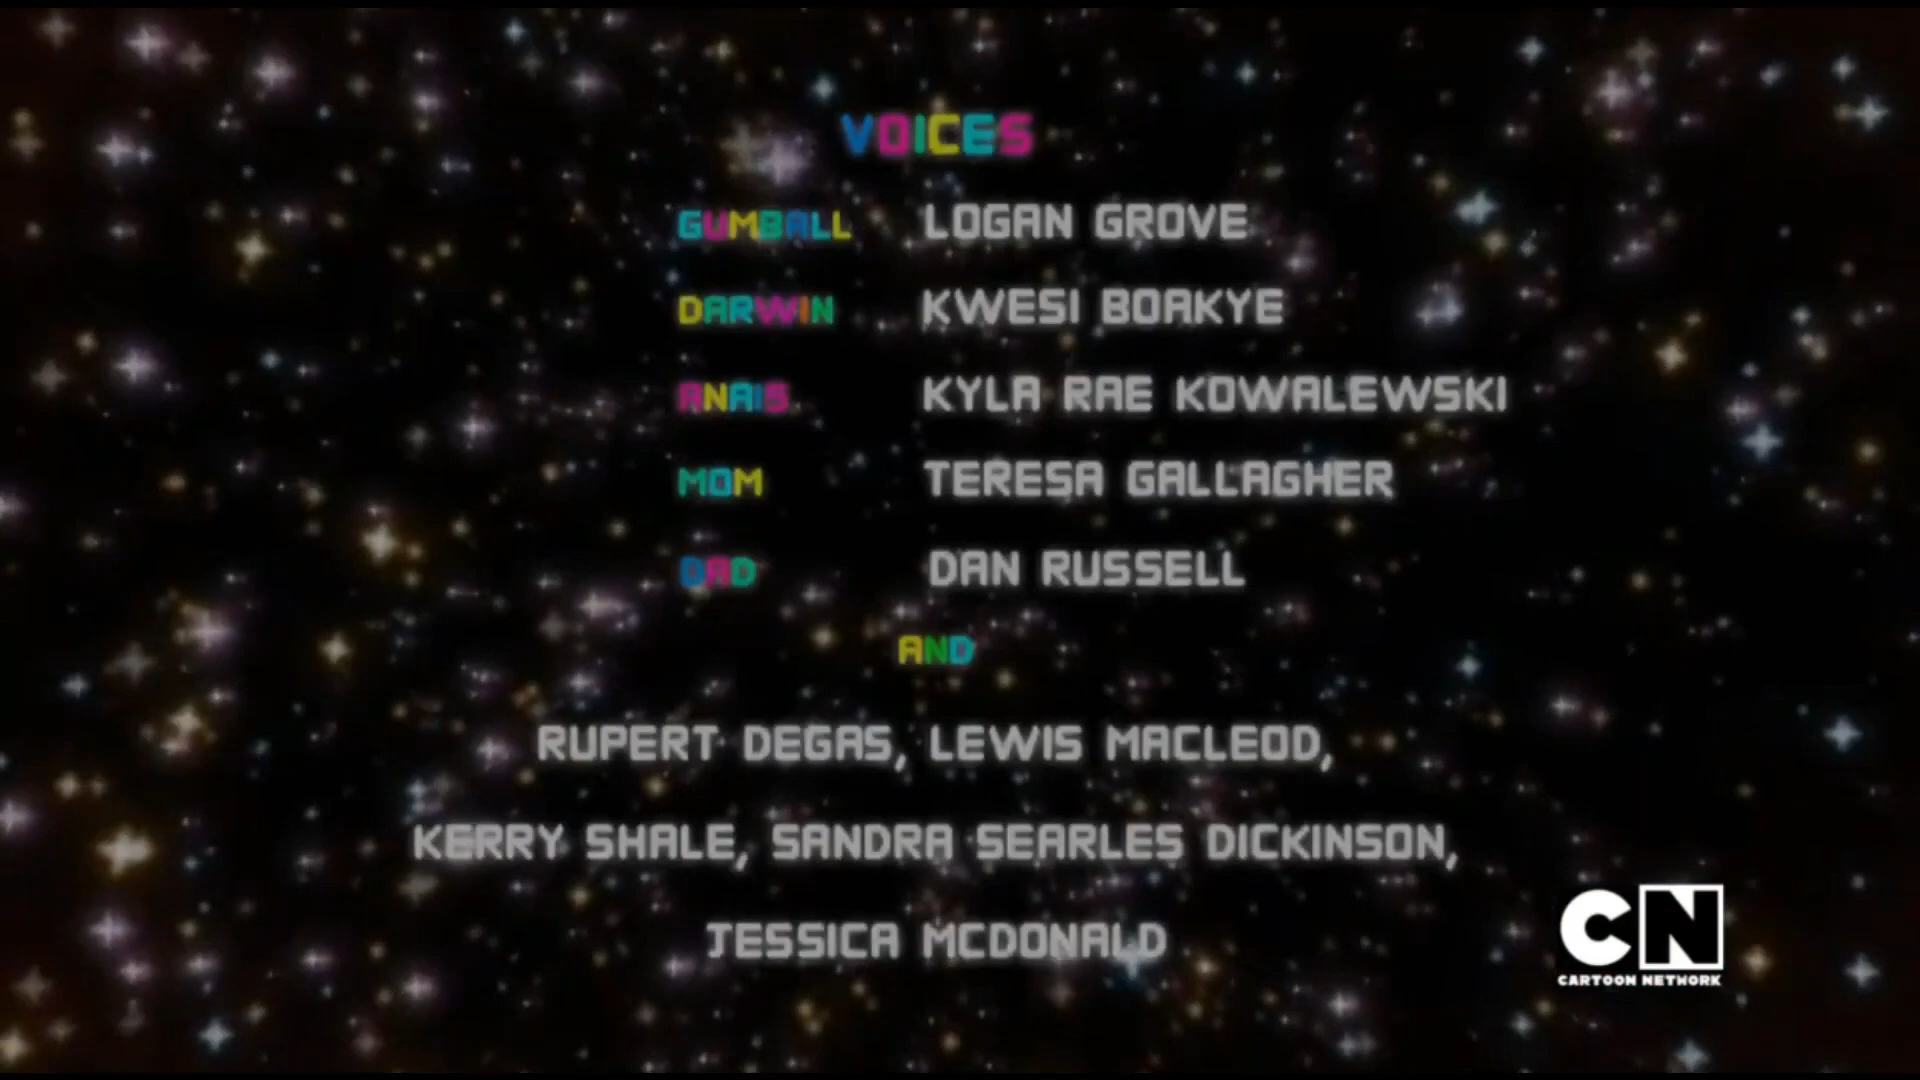 VOICES
GUMBALL LOGAN GROVE
DARWIN KWESI BOAKYE
ANAIS KYLA RAE KOWALEWSKI
MOM TERESA GALLAGHER
DAD DAN RUSSELL
AND
RUPERT DEGAS, LEWIS MACLEOD,
KERRY SHALE, SANDRA SEARLES DICKINSON,
JESSICA MCDONALD
CN
CARTOON NETWORK